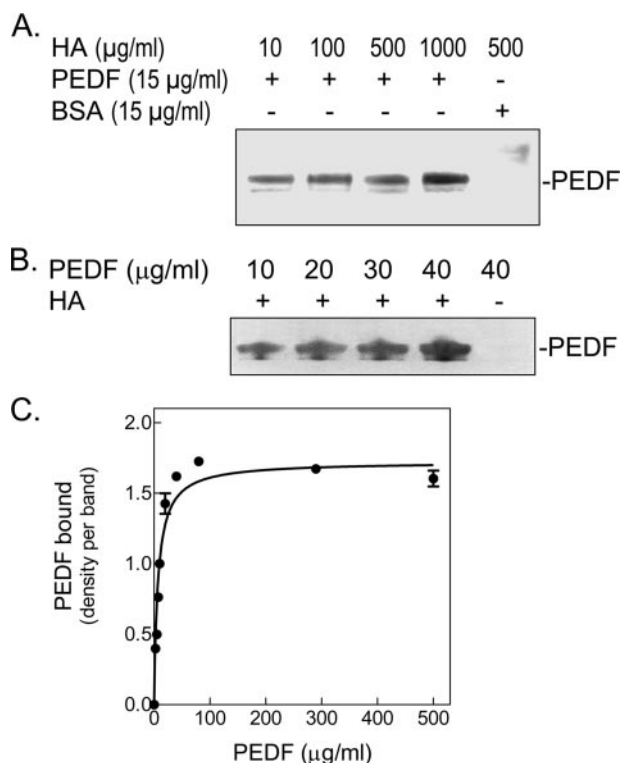 A.
HA (µg/ml) 10 100 500 1000 500
PEDF (15 µg/ml) + + + + -
BSA (15 µg/ml) - - - - +
-PEDF
B.
PEDF (µg/ml) 10 20 30 40 40
HA + + + + -
-PEDF
C.
2.0
1.5
1.0
0.5
0.0
PEDF bound
(density per band)
0 100 200 300 400 500
PEDF (µg/ml)